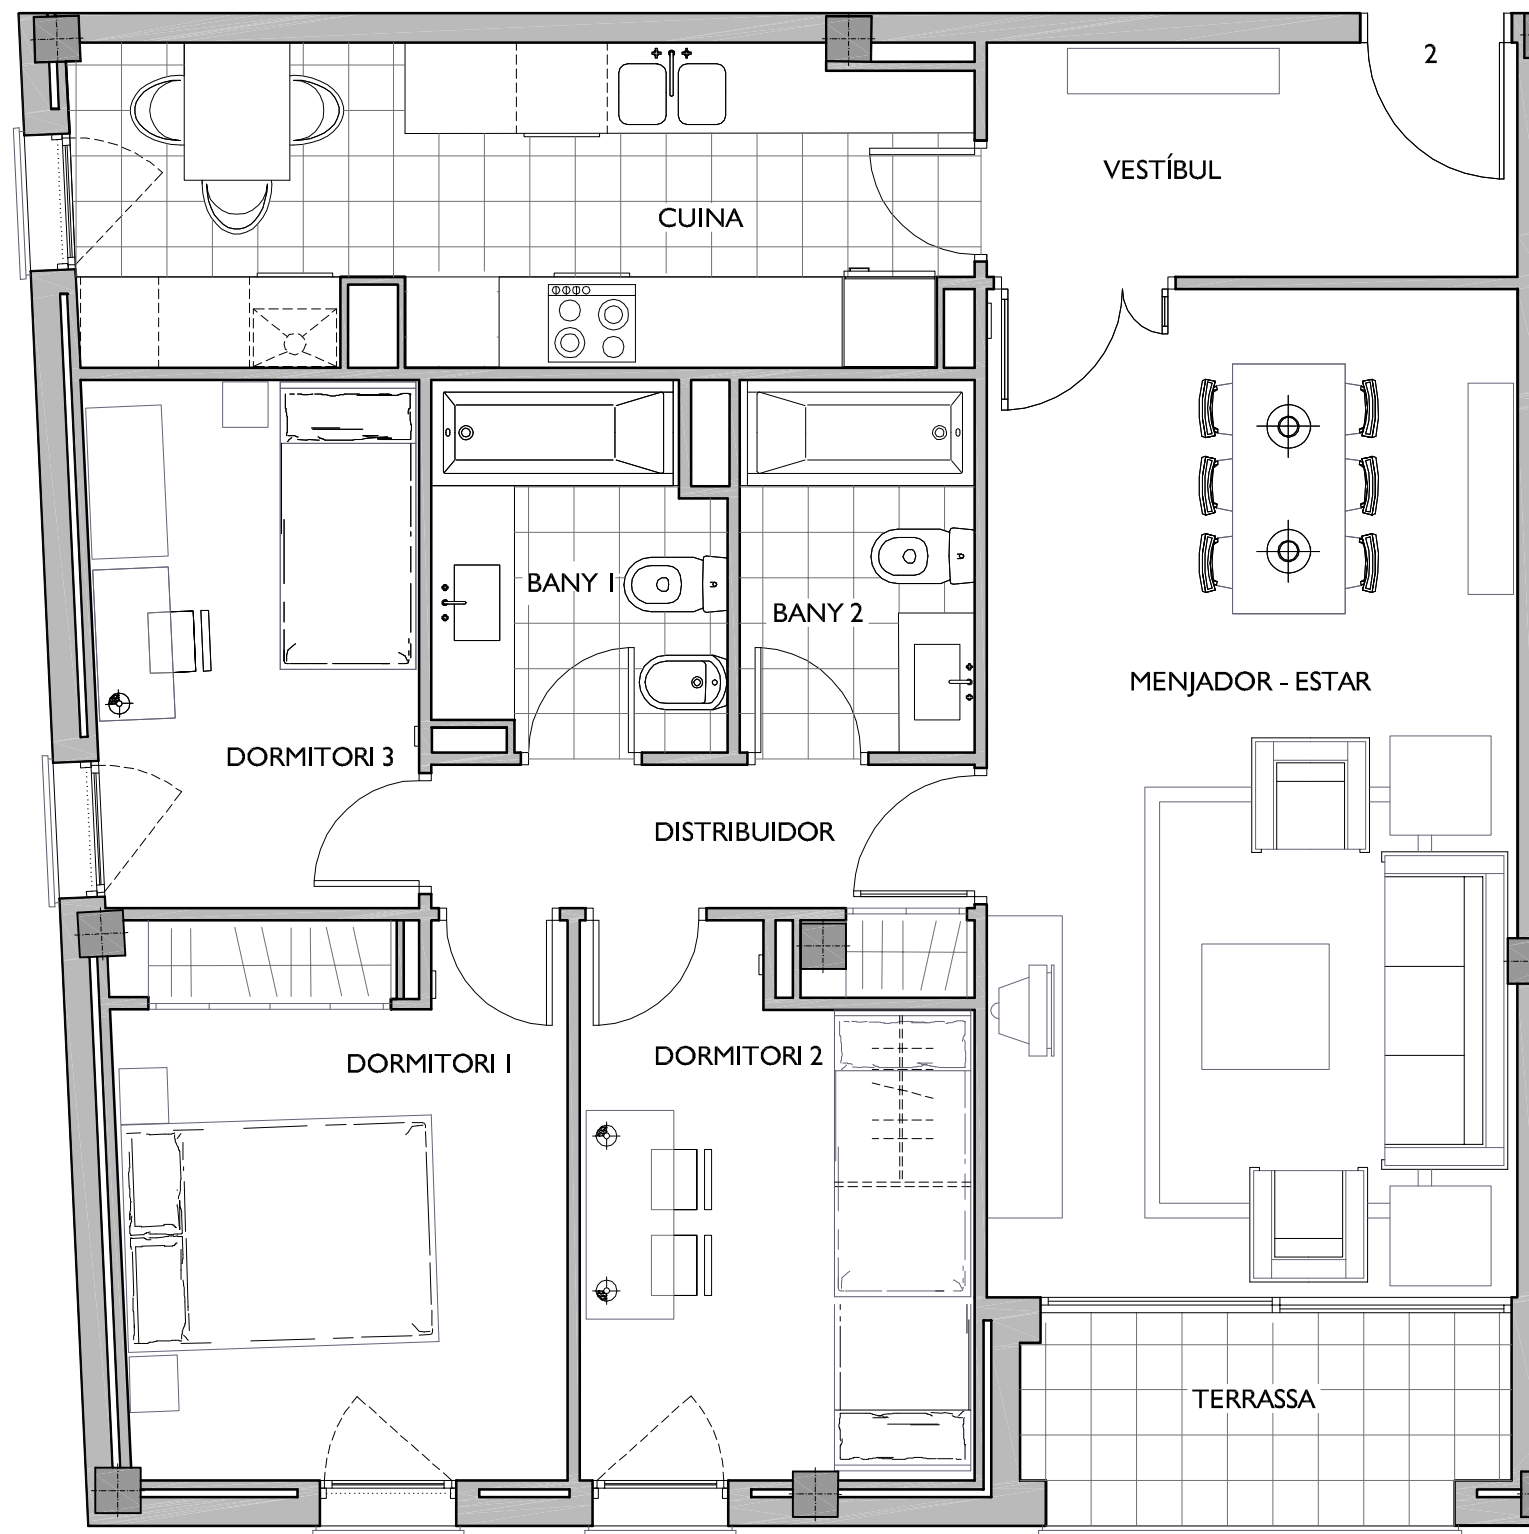 2
VESTÍBUL
CUINA
BANY 1
BANY 2
MENJADOR - ESTAR
DORMITORI 3
DISTRIBUIDOR
DORMITORI 1
DORMITORI 2
TERRASSA